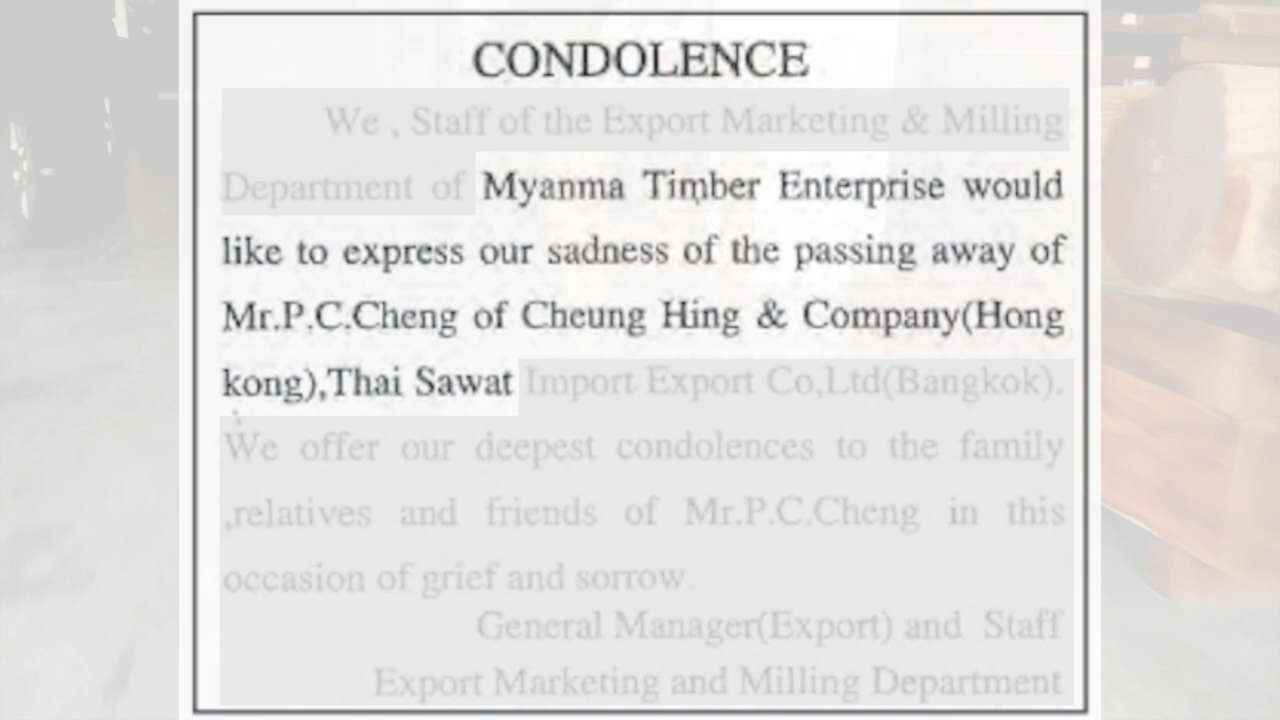 CONDOLENCE
We , Staff of the Export Marketing & Milling
Department of Myanma Timber Enterprise would
like to express our sadness of the passing away of
Mr.P.C.Cheng of Cheung Hing & Company(Hong
kong),Thai Sawat Import Export Co,Ltd(Bangkok).
We offer our deepest condolences to the family
,relatives and friends of Mr.P.C.Cheng in this
occasion of grief and sorrow.
General Manager(Export) and Staff
Export Marketing and Milling Department